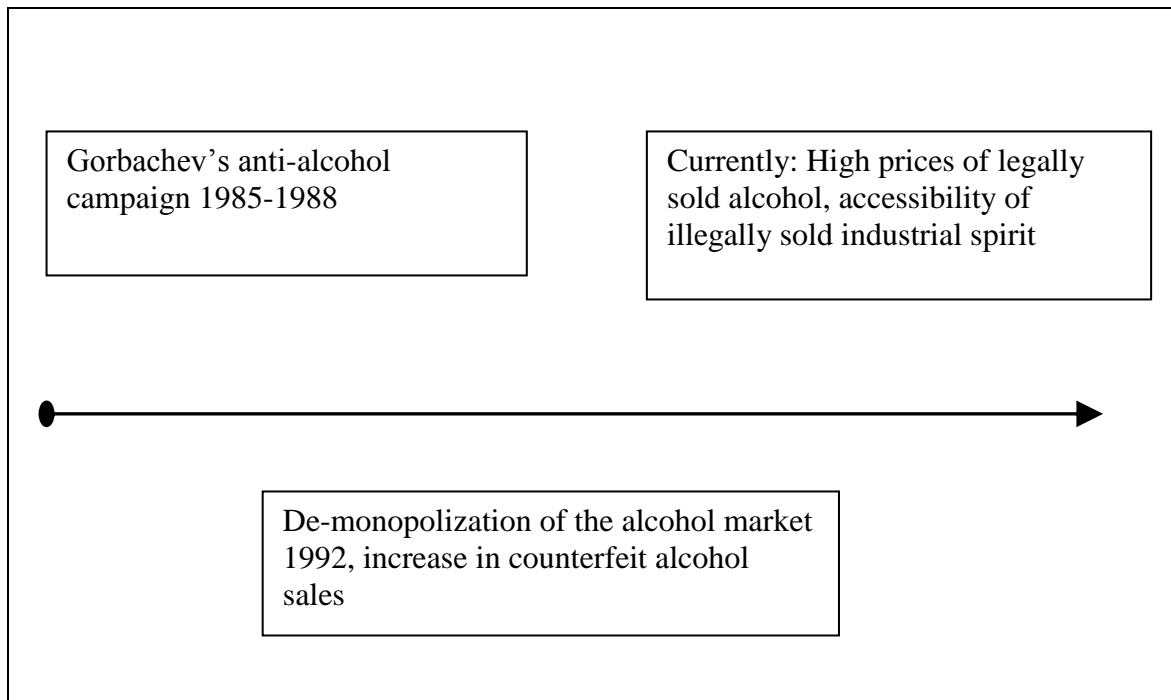 Gorbachev’s anti-alcohol
campaign 1985-1988
Currently: High prices of legally
sold alcohol, accessibility of
illegally sold industrial spirit
De-monopolization of the alcohol market
1992, increase in counterfeit alcohol
sales